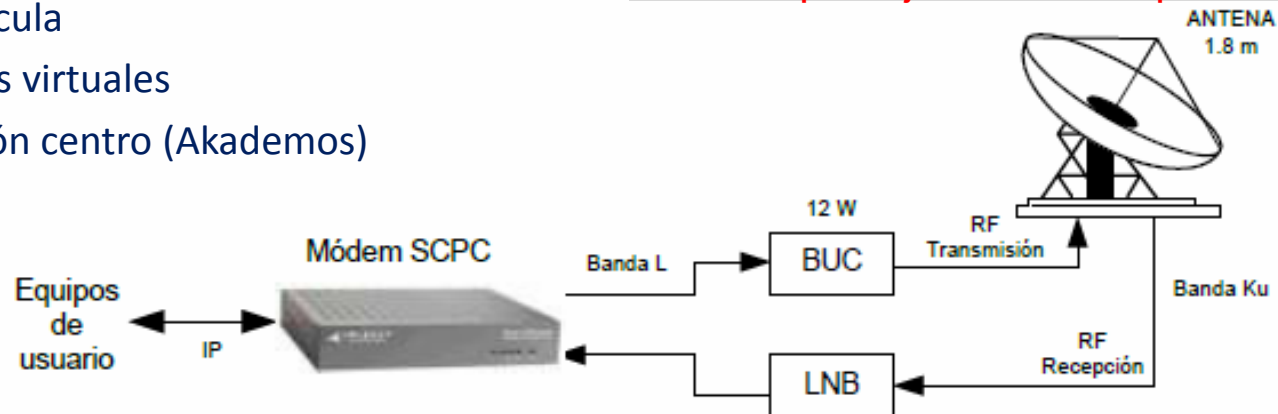 cula
s virtuales
ón centro (Akademos)
ANTENA
1.8 m
12 W
Módem SCPC
Banda L
BUC
RF
Transmisión
Equipos
de
usuario
IP
Banda Ku
LNB
RF
Recepción